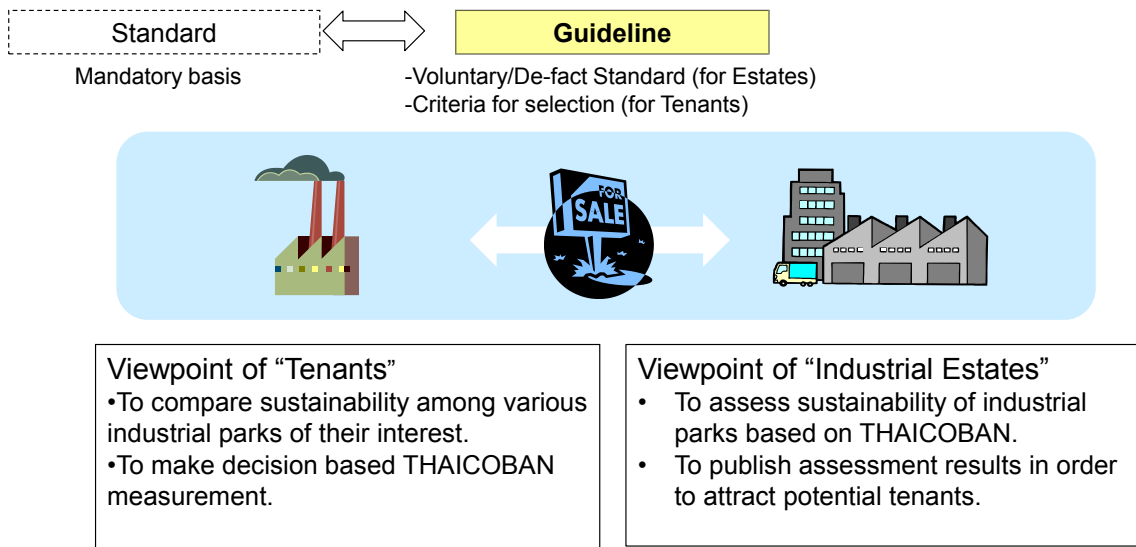 Standard
Guideline
Mandatory basis
-Voluntary/De-fact Standard (for Estates)
-Criteria for selection (for Tenants)
FOR
SALE
Viewpoint of “Tenants”
•To compare sustainability among various
industrial parks of their interest.
•To make decision based THAICOBAN
measurement.
Viewpoint of “Industrial Estates”
• To assess sustainability of industrial
parks based on THAICOBAN.
• To publish assessment results in order
to attract potential tenants.